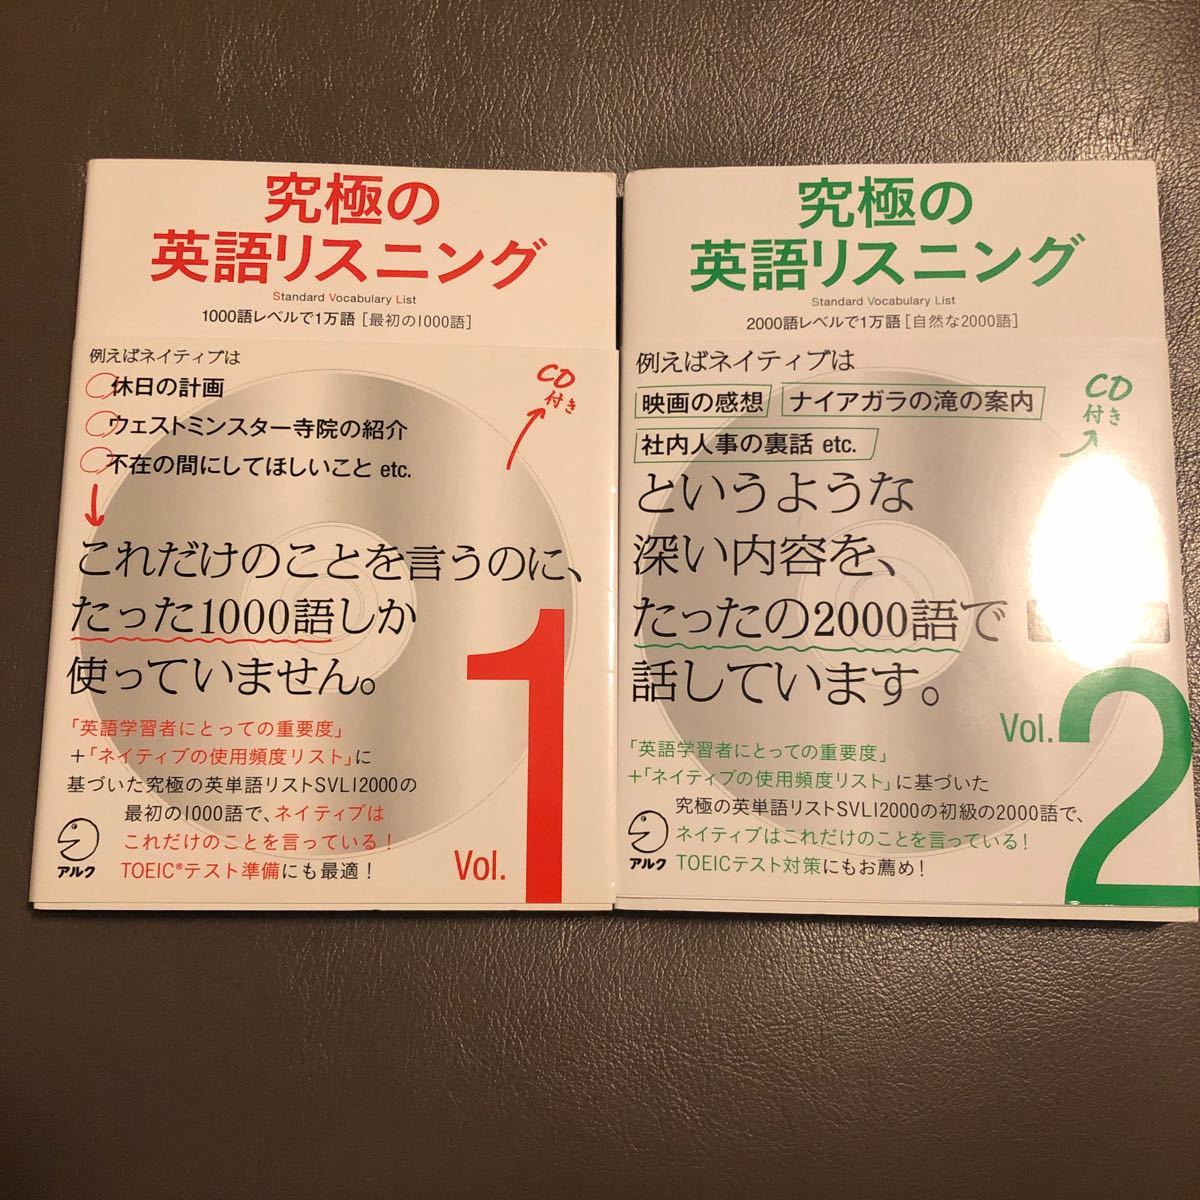 究極の
英語リスニング
Standard Vocabulary List
1000語レベルで1万語［最初の1000語］
例えばネイティブは
休日の計画
ウェストミンスター寺院の紹介
不在の間にしてほしいこと etc.
CD
付き
これだけのことを言うのに、
たった1000語しか
使っていません。
「英語学習者にとっての重要度」
＋「ネイティブの使用頻度リスト」に
基づいた究極の英単語リストSVL12000の
最初の1000語で、ネイティブは
これだけのことを言っている！
TOEIC®テスト準備にも最適！
アルク
Vol.
1
究極の
英語リスニング
Standard Vocabulary List
2000語レベルで1万語［自然な2000語］
例えばネイティブは
映画の感想 ナイアガラの滝の案内
社内人事の裏話 etc.
CD
付き
というような
深い内容を、
たったの2000語で
話しています。
Vol.
2
「英語学習者にとっての重要度」
＋「ネイティブの使用頻度リスト」に基づいた
究極の英単語リストSVL12000の初級の2000語で、
ネイティブはこれだけのことを言っている！
TOEICテスト対策にもお薦め！
アルク